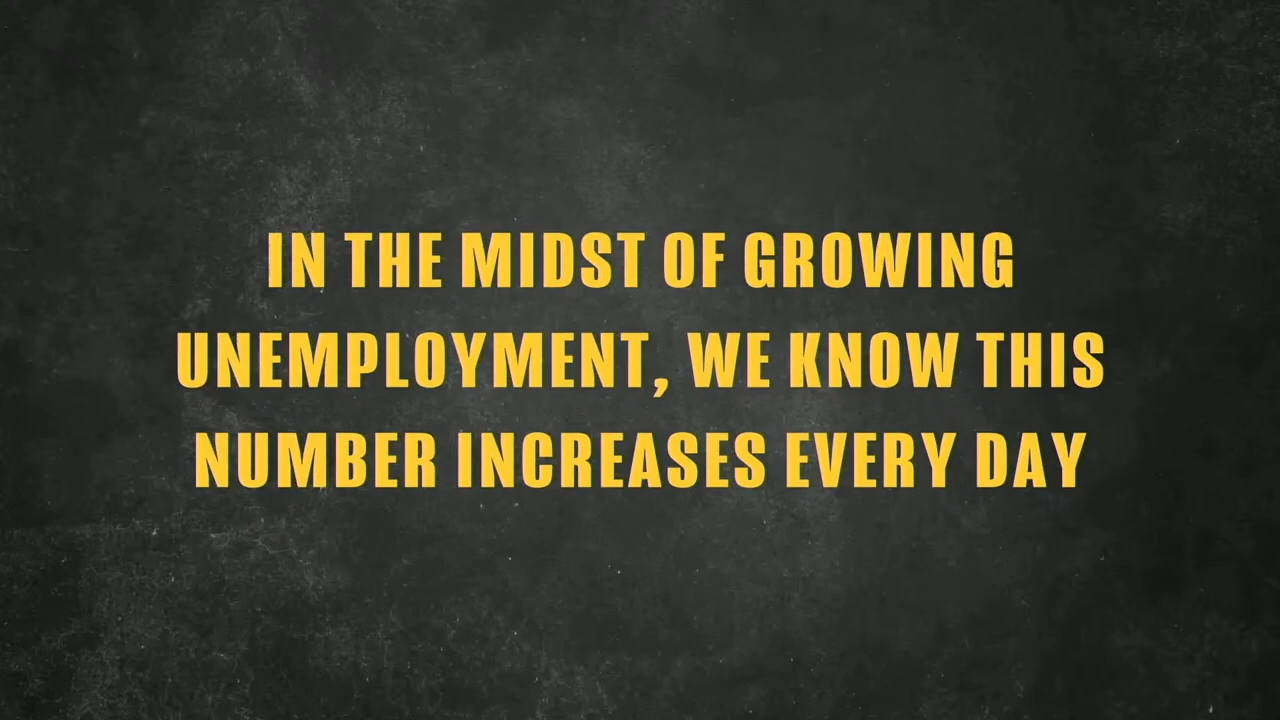 IN THE MIDST OF GROWING
UNEMPLOYMENT, WE KNOW THIS
NUMBER INCREASES EVERY DAY